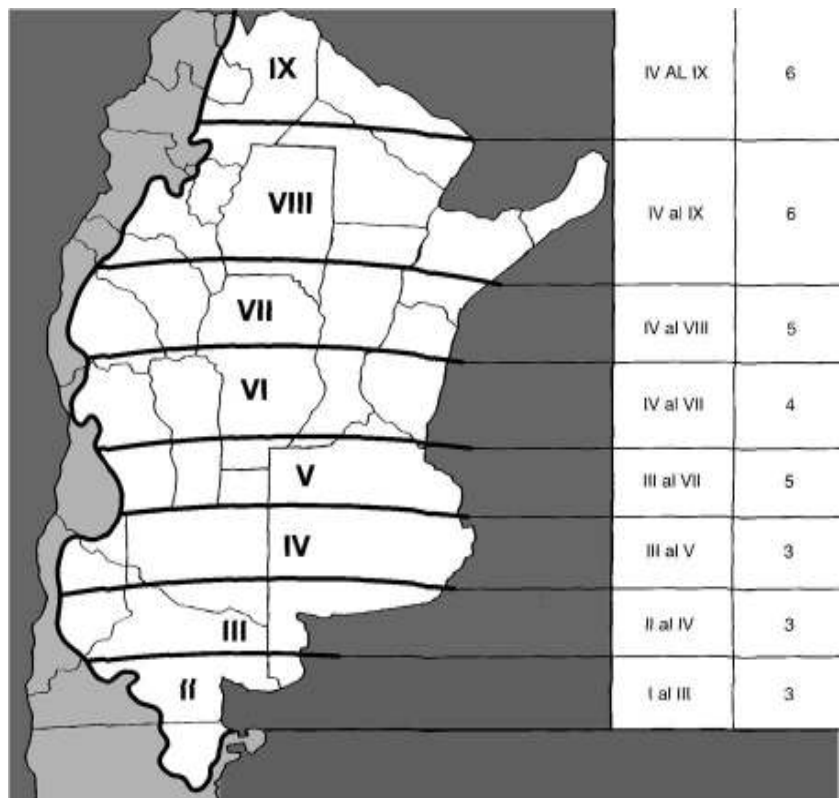 IX
IV AL IX
6
VIII
IV al IX
6
VII
IV al VIII
5
VI
IV al VII
4
V
III al VII
5
IV
III al V
3
III
II al IV
3
II
I al III
3